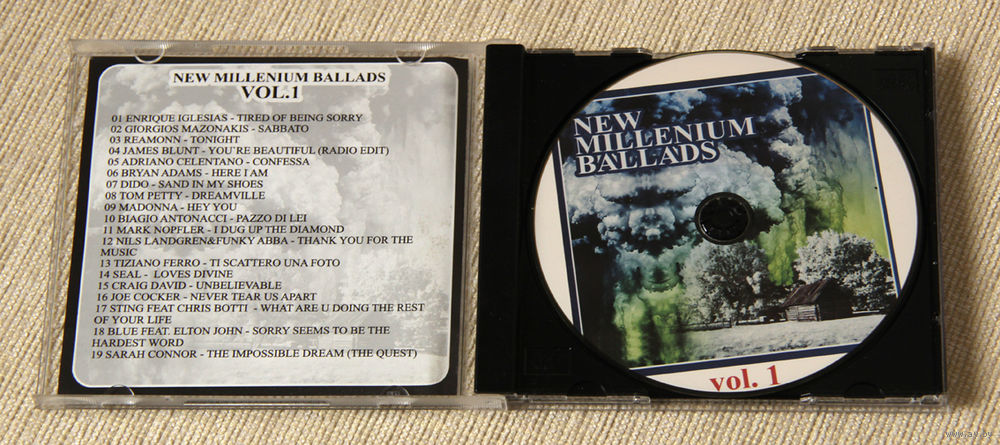 NEW MILLENIUM BALLADS
VOL.1
01 ENRIQUE IGLESIAS - TIRED OF BEING SORRY
02 GIORGIOS MAZONAKIS - SABBATO
03 REAMONN - TONIGHT
04 JAMES BLUNT - YOU'RE BEAUTIFUL (RADIO EDIT)
05 ADRIANO CELENTANO - CONFESSA
06 BRYAN ADAMS - HERE I AM
07 DIDO - SAND IN MY SHOES
08 TOM PETTY - DREAMVILLE
09 MADONNA - HEY YOU
10 BIAGIO ANTONACCI - PAZZO DI LEI
11 MARK NOPFLER - I DUG UP THE DIAMOND
12 NILS LANDGREN&FUNKY ABBA - THANK YOU FOR THE
MUSIC
13 TIZIANO FERRO - TI SCATTERO UNA FOTO
14 SEAL - LOVES DIVINE
15 CRAIG DAVID - UNBELIEVABLE
16 JOE COCKER - NEVER TEAR US APART
17 STING FEAT CHRIS BOTTI - WHAT ARE U DOING THE REST
OF YOUR LIFE
18 BLUE FEAT. ELTON JOHN - SORRY SEEMS TO BE THE
HARDEST WORD
19 SARAH CONNOR - THE IMPOSSIBLE DREAM (THE QUEST)
NEW
MILLENIUM
BALLADS
vol. 1
www.ay.by